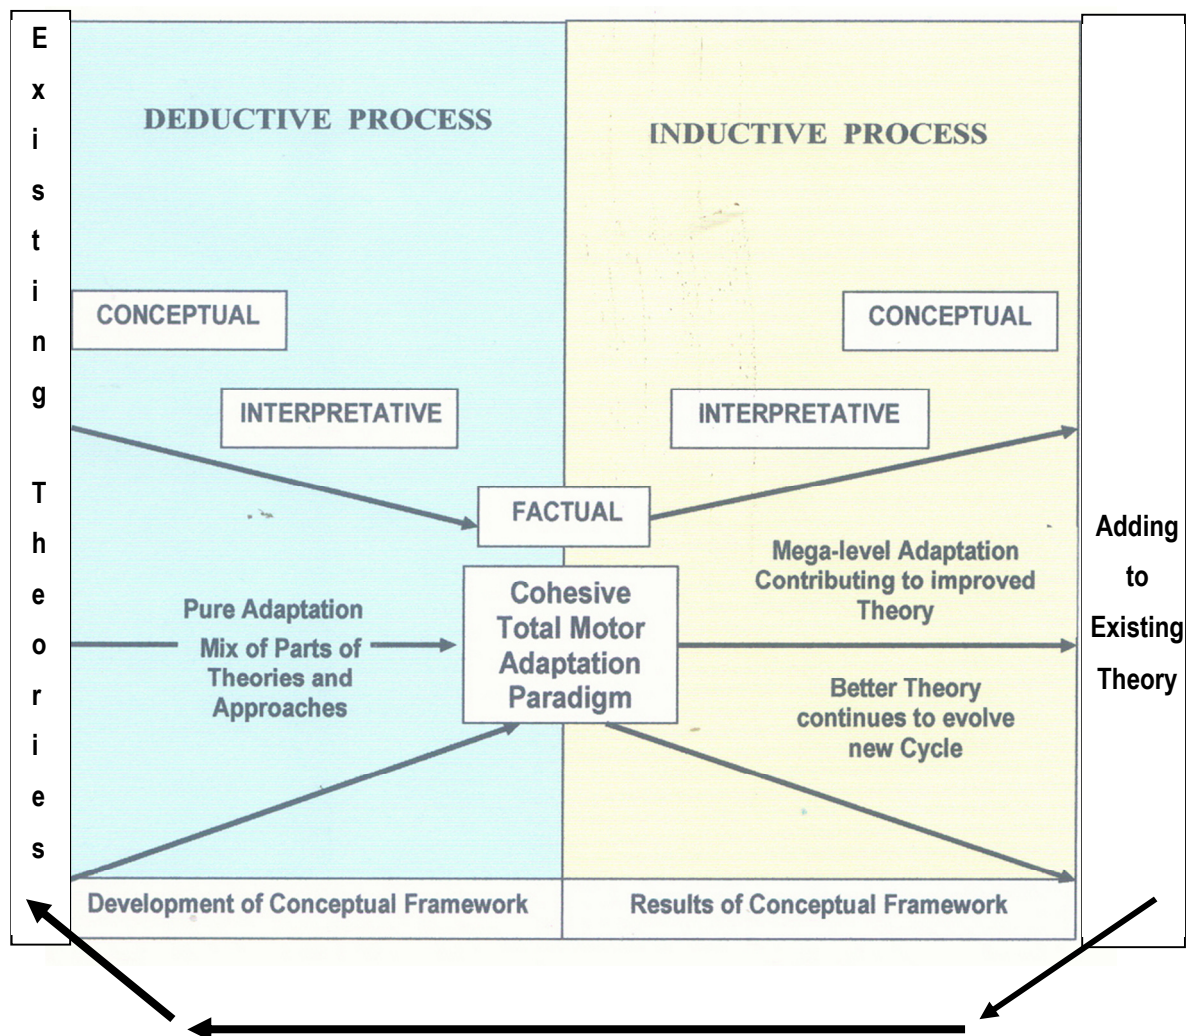 Existing Theories
DEDUCTIVE PROCESS
CONCEPTUAL
INTERPRETATIVE
Pure Adaptation
Mix of Parts of
Theories and
Approaches
FACTUAL
Cohesive
Total Motor
Adaptation
Paradigm
INDUCTIVE PROCESS
CONCEPTUAL
INTERPRETATIVE
Mega-level Adaptation
Contributing to improved
Theory
Better Theory
continues to evolve
new Cycle
Adding
to
Existing
Theory
Development of Conceptual Framework
Results of Conceptual Framework